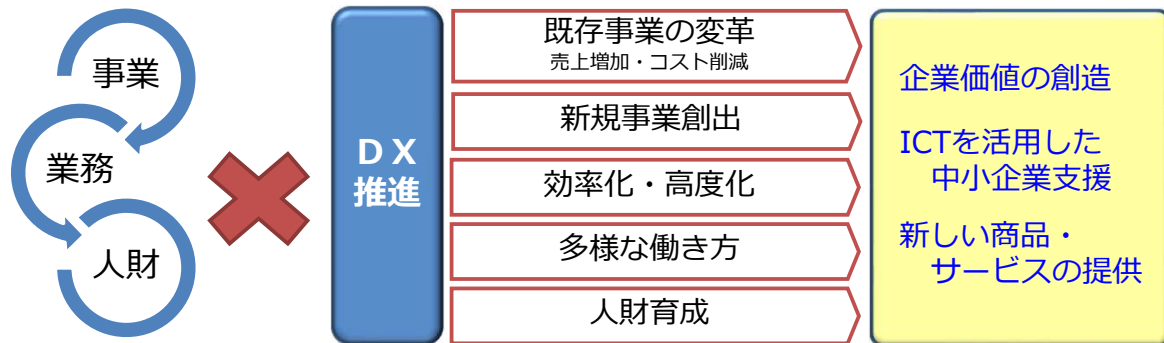 事業
業務
人財
ＤＸ
推進
既存事業の変革
売上増加・コスト削減
新規事業創出
効率化・高度化
多様な働き方
人財育成
企業価値の創造
ICTを活用した
中小企業支援
新しい商品・
サービスの提供